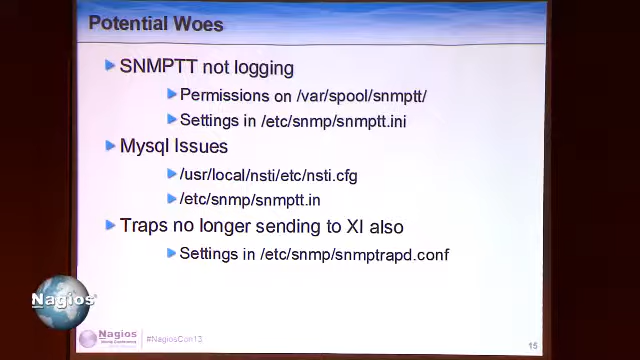 Potential Woes
SNMPTT not logging
Permissions on /var/spool/snmptt/
Settings in /etc/snmp/snmptt.ini
Mysql Issues
/usr/local/nsti/etc/nsti.cfg
/etc/snmp/snmptt.in
Traps no longer sending to XI also
Settings in /etc/snmp/snmptrapd.conf
Nagios
Nagios
#NagiosCon13
15